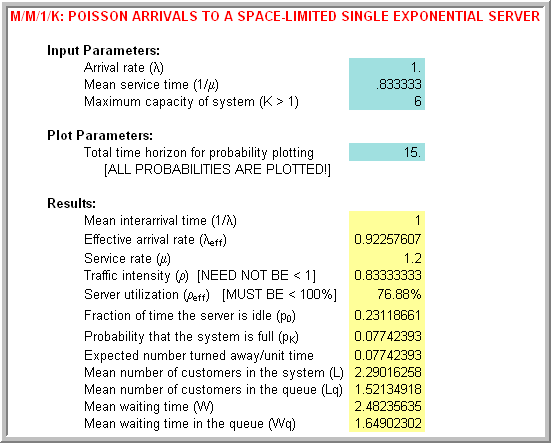 M/M/1/K: POISSON ARRIVALS TO A SPACE-LIMITED SINGLE EXPONENTIAL SERVER
Input Parameters:
Arrival rate (λ) 1.
Mean service time (1/μ) .833333
Maximum capacity of system (K > 1) 6
Plot Parameters:
Total time horizon for probability plotting 15.
[ALL PROBABILITIES ARE PLOTTED!]
Results:
Mean interarrival time (1/λ) 1
Effective arrival rate (λeff) 0.92257607
Service rate (μ) 1.2
Traffic intensity (ρ) [NEED NOT BE < 1] 0.83333333
Server utilization (ρeff) [MUST BE < 100%] 76.88%
Fraction of time the server is idle (p0) 0.23118661
Probability that the system is full (pK) 0.07742393
Expected number turned away/unit time 0.07742393
Mean number of customers in the system (L) 2.29016258
Mean number of customers in the queue (Lq) 1.52134918
Mean waiting time (W) 2.48235635
Mean waiting time in the queue (Wq) 1.64902302